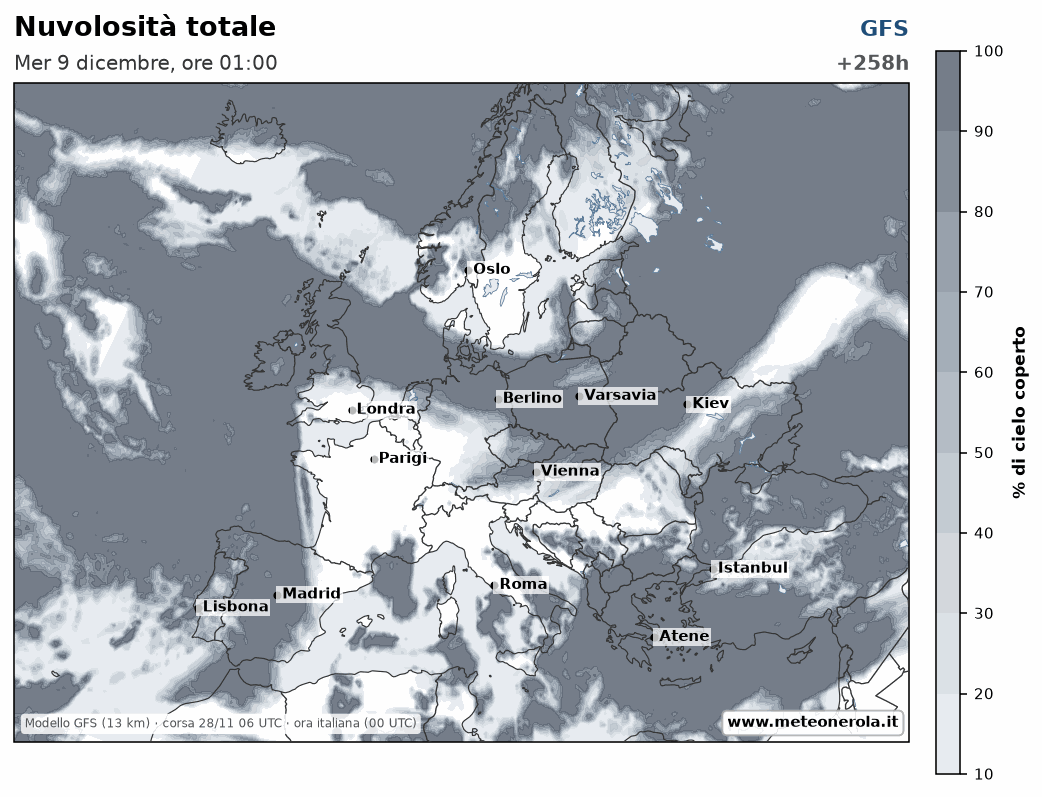 Nuvolosità totale
GFS
Mer 9 dicembre, ore 01:00
+258h
100
90
80
70
60
50
40
30
20
10
% di cielo coperto
Oslo
Berlino
Varsavia
Kiev
Londra
Parigi
Vienna
Istanbul
Roma
Madrid
Lisbona
Atene
Modello GFS (13 km) · corsa 28/11 06 UTC · ora italiana (00 UTC)
www.meteonerola.it